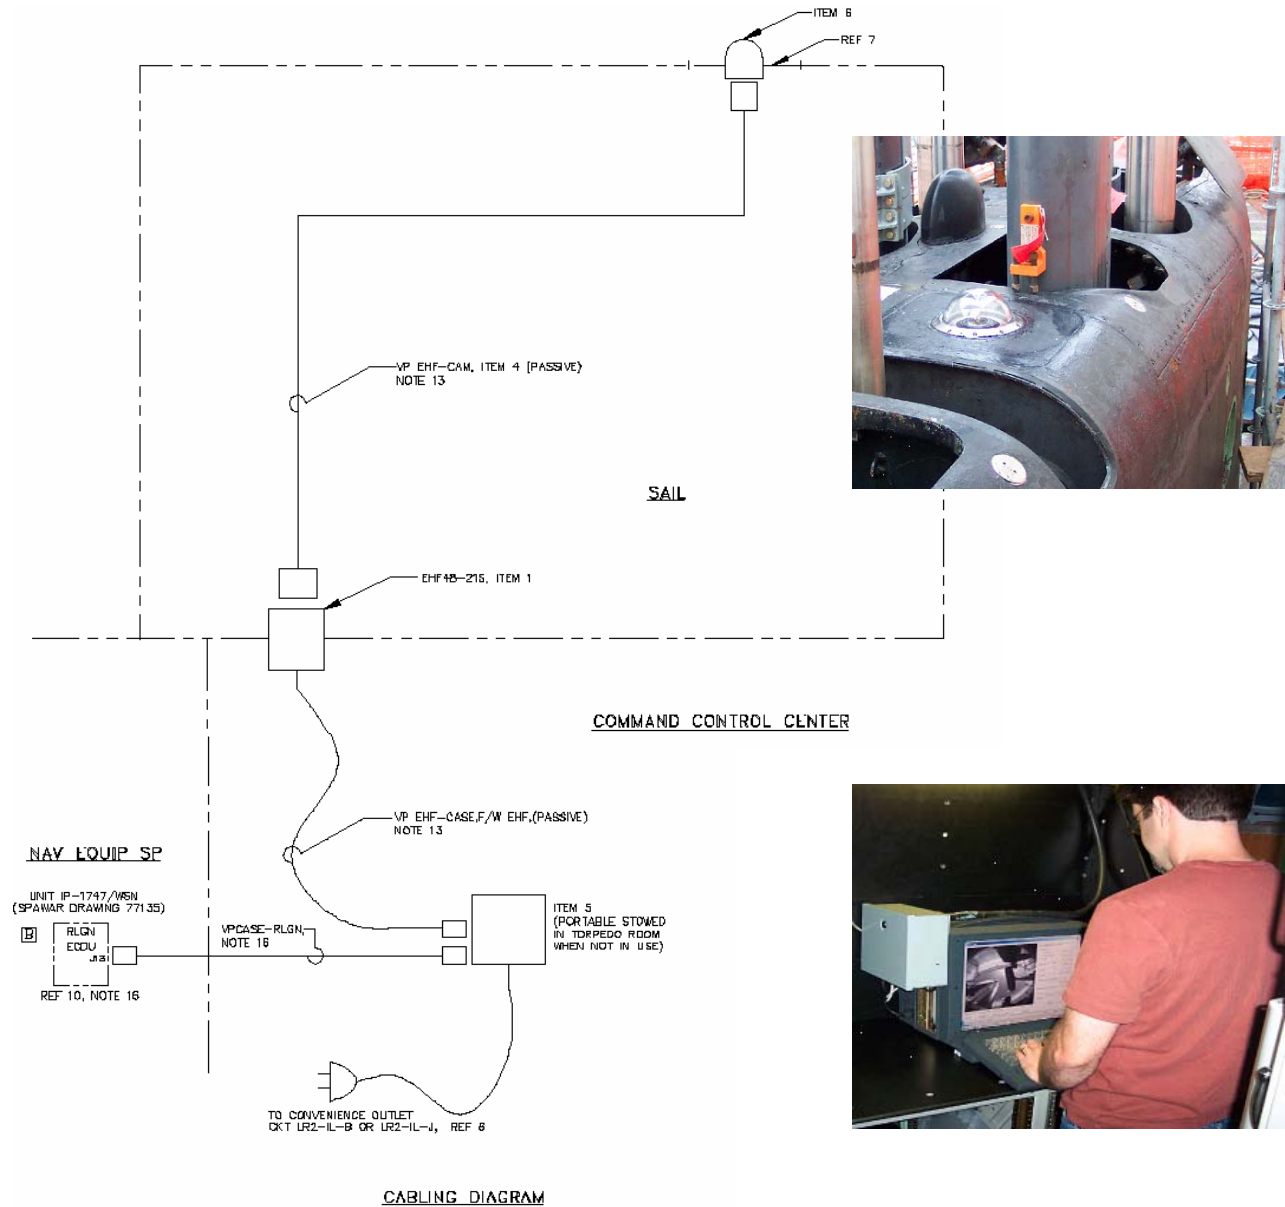 ITEM 6
REF 7
VP EHF-CAM, ITEM 4 (PASSIVE)
NOTE 13
SAIL
EHF48-215, ITEM 1
COMMAND CONTROL CENTER
VP EHF-CASE,F/W EHF,(PASSIVE)
NOTE 13
NAV EQUIP SP
UNIT IP-1747/WSN
(SPAWAR DRAWING 77135)
B
RLGN
ECDU
J13
REF 10, NOTE 16
VPCASE-RLGN,
NOTE 16
ITEM 5
(PORTABLE STOWED
IN TORPEDO ROOM
WHEN NOT IN USE)
TO CONVENIENCE OUTLET
CKT LR2-IL-B OR LR2-IL-J, REF 6
CABLING DIAGRAM